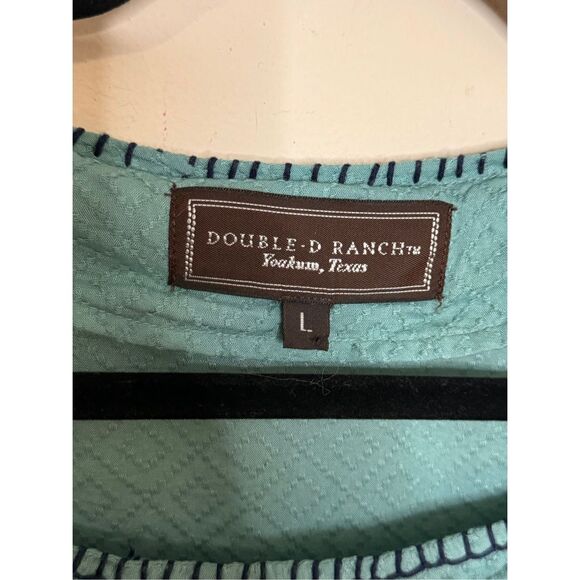 DOUBLE·D RANCH™
Yoakum, Texas
L